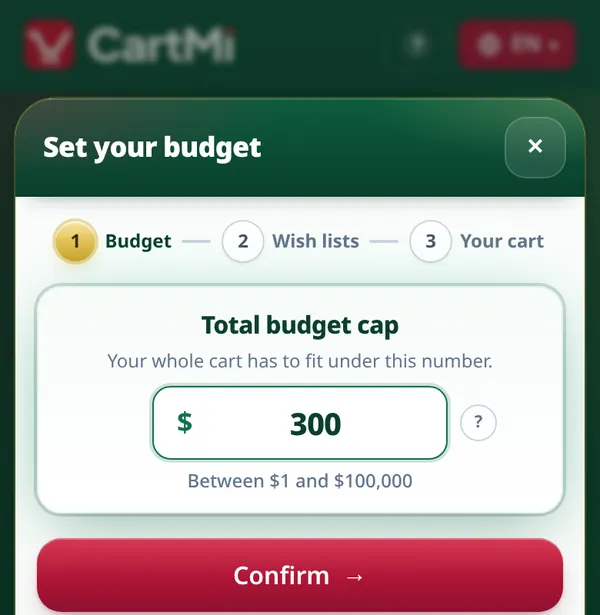 CartMi
?
EN
Set your budget
×
1 Budget 2 Wish lists 3 Your cart
Total budget cap
Your whole cart has to fit under this number.
$ 300 ?
Between $1 and $100,000
Confirm →